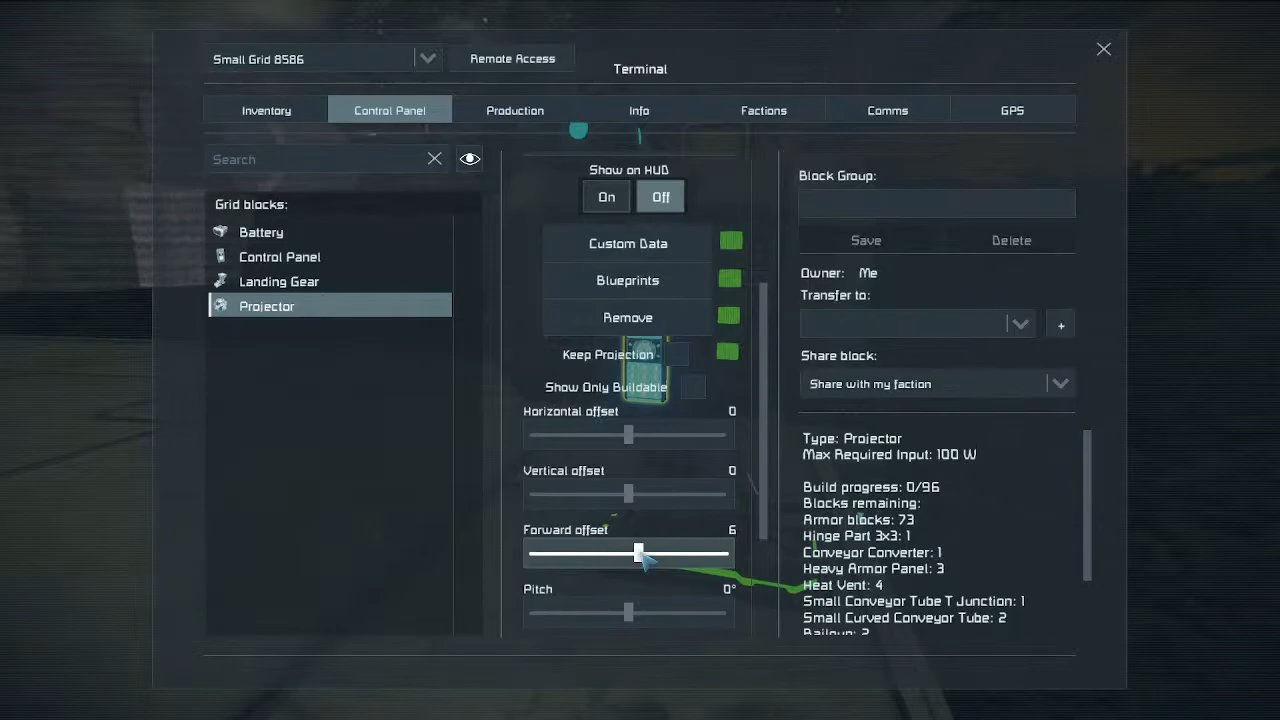 Small Grid 8586
Remote Access
Terminal
Inventory
Control Panel
Production
Info
Factions
Comms
GPS
Search
Grid blocks:
Battery
Control Panel
Landing Gear
Projector
Show on HUD
On
Off
Custom Data
Blueprints
Remove
Keep Projection
Show Only Buildable
Horizontal offset 0
Vertical offset 0
Forward offset 6
Pitch 0°
Block Group:
Save
Delete
Owner: Me
Transfer to:
+
Share block:
Share with my faction
Type: Projector
Max Required Input: 100 W
Build progress: 0/96
Blocks remaining:
Armor blocks: 73
Hinge Part 3x3: 1
Conveyor Converter: 1
Heavy Armor Panel: 3
Heat Vent: 4
Small Conveyor Tube T Junction: 1
Small Curved Conveyor Tube: 2